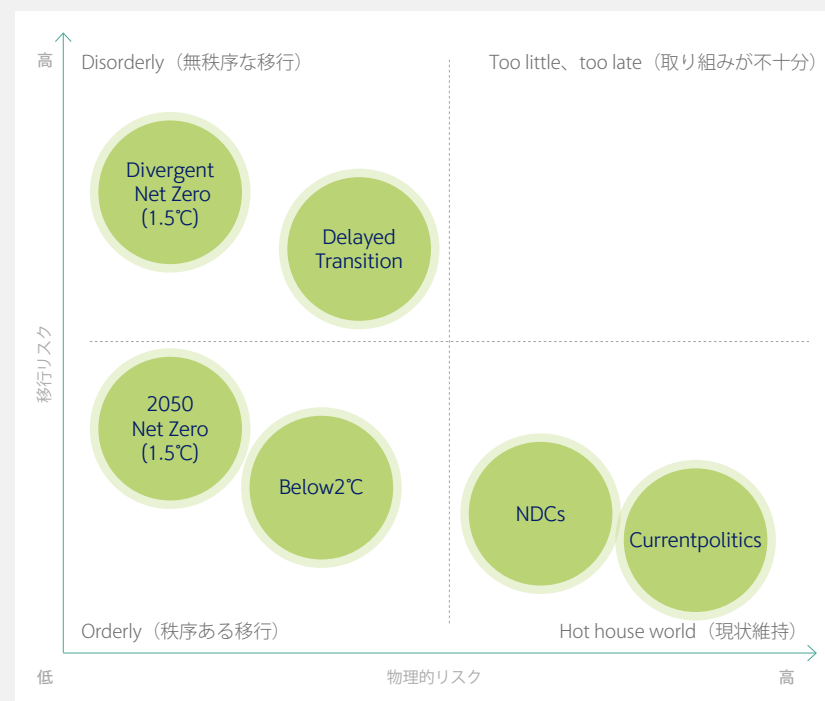 高
Disorderly（無秩序な移行）
Too little、too late（取り組みが不十分）
Divergent
Net Zero
(1.5℃)
Delayed
Transition
移行リスク
2050
Net Zero
(1.5℃)
Below2℃
NDCs
Currentpolitics
Orderly（秩序ある移行）
Hot house world（現状維持）
低
物理的リスク
高